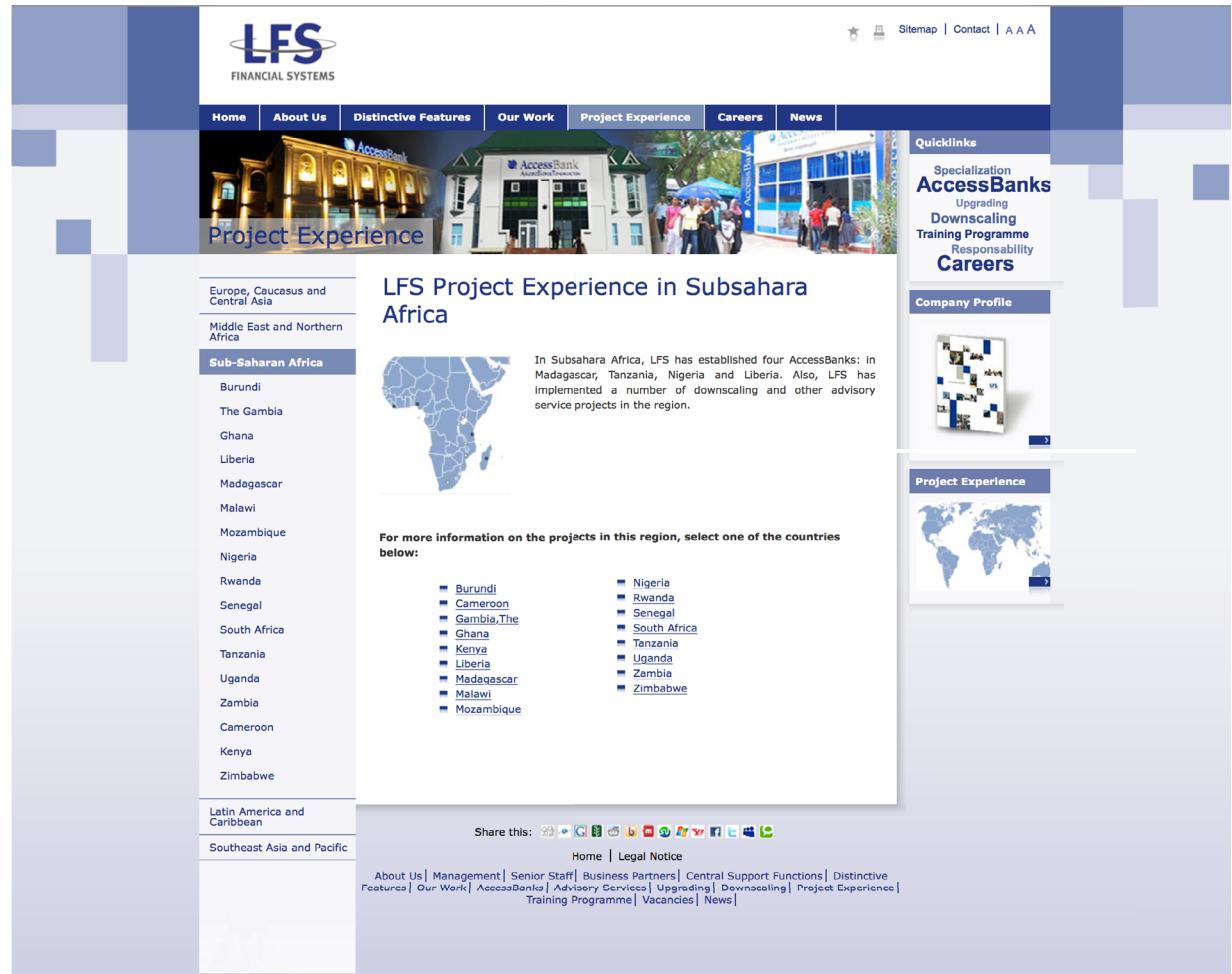 LFS
FINANCIAL SYSTEMS
Sitemap | Contact | A A A
Home About Us Distinctive Features Our Work Project Experience Careers News
AccessBank
AccessBank
AccessBank
Project Experience
Quicklinks
Specialization
AccessBanks
Upgrading
Downscaling
Training Programme
Responsability
Careers
Company Profile
LFS
Project Experience
Europe, Caucasus and
Central Asia
Middle East and Northern
Africa
Sub-Saharan Africa
Burundi
The Gambia
Ghana
Liberia
Madagascar
Malawi
Mozambique
Nigeria
Rwanda
Senegal
South Africa
Tanzania
Uganda
Zambia
Cameroon
Kenya
Zimbabwe
Latin America and
Caribbean
Southeast Asia and Pacific
LFS Project Experience in Subsahara
Africa
In Subsahara Africa, LFS has established four AccessBanks: in
Madagascar, Tanzania, Nigeria and Liberia. Also, LFS has
implemented a number of downscaling and other advisory
service projects in the region.
For more information on the projects in this region, select one of the countries
below:
Burundi
Cameroon
Gambia,The
Ghana
Kenya
Liberia
Madagascar
Malawi
Mozambique
Nigeria
Rwanda
Senegal
South Africa
Tanzania
Uganda
Zambia
Zimbabwe
Share this:
Home | Legal Notice
About Us| Management| Senior Staff| Business Partners| Central Support Functions| Distinctive
Features| Our Work| AccessBanks| Advisory Services| Upgrading| Downscaling| Project Experience|
Training Programme| Vacancies| News|